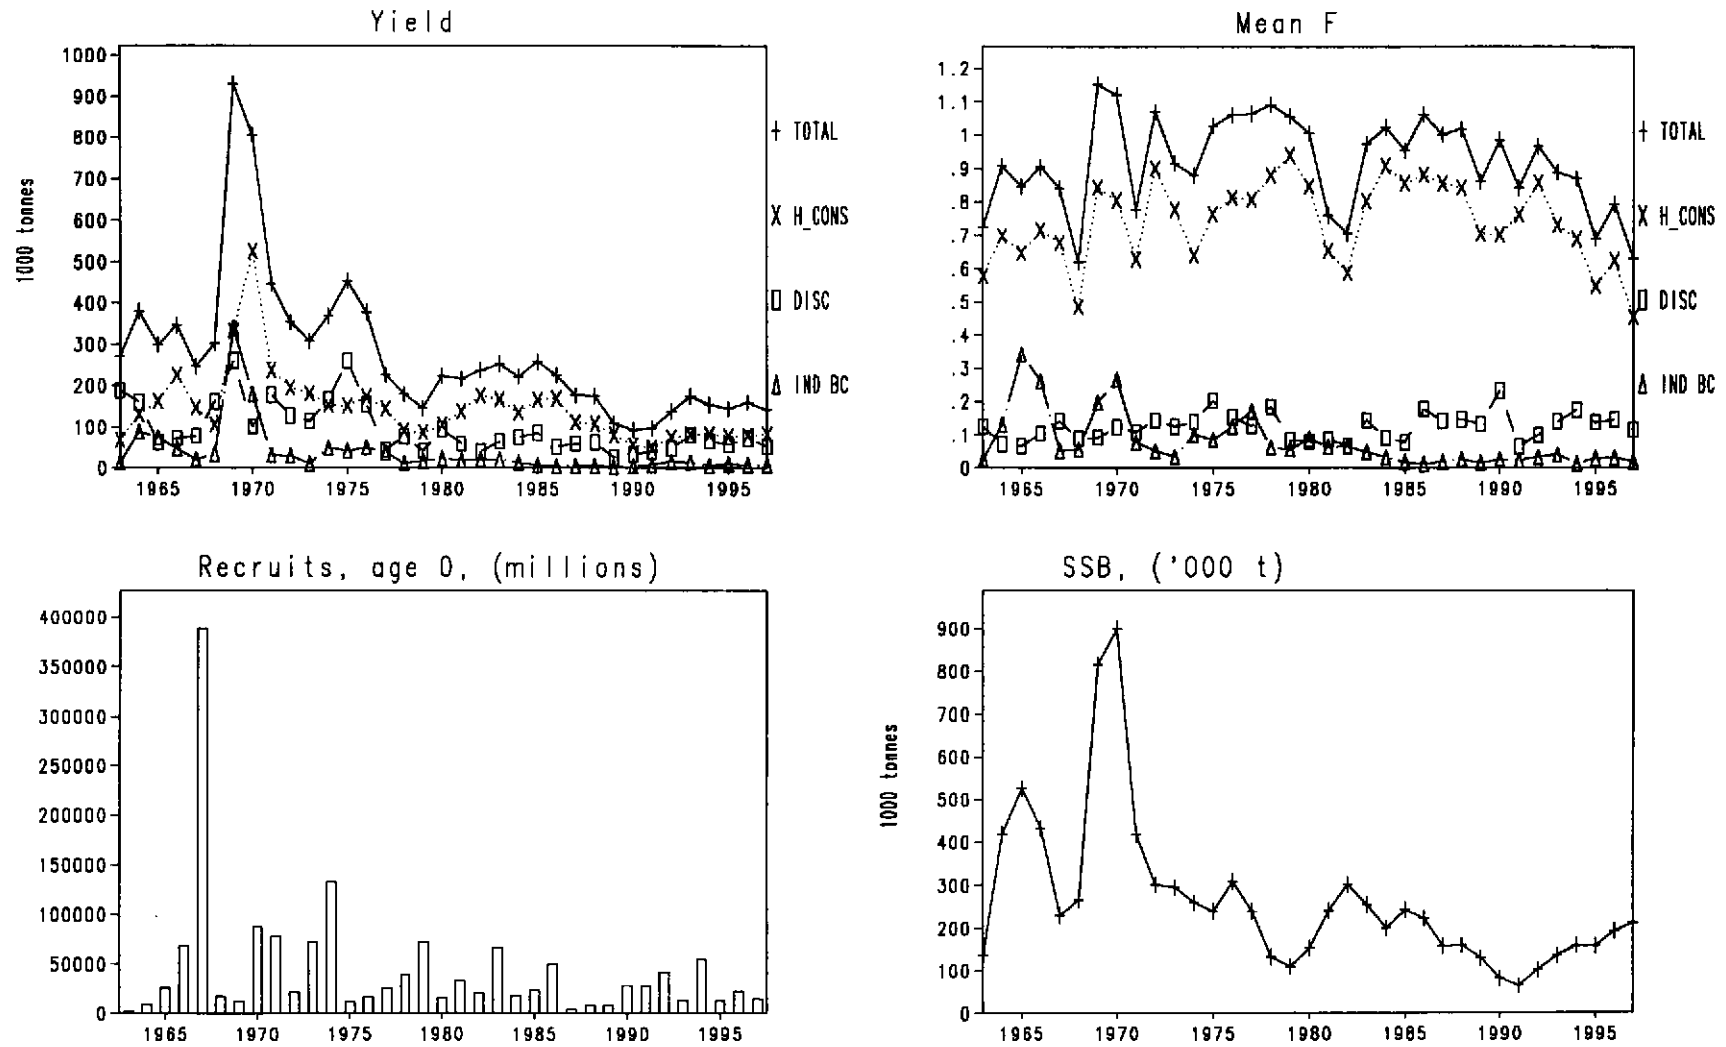 Yield
1000
900
800
700
600
500
400
300
200
100
0
1000 tonnes
1965 1970 1975 1980 1985 1990 1995
+ TOTAL
X H_CONS
□ DISC
Δ IND BC
Mean F
1.2
1.1
1
.9
.8
.7
.6
.5
.4
.3
.2
.1
0
1965 1970 1975 1980 1985 1990 1995
+ TOTAL
X H_CONS
□ DISC
Δ IND BC
Recruits, age 0, (millions)
400000
350000
300000
250000
200000
150000
100000
50000
0
1965 1970 1975 1980 1985 1990 1995
SSB, ('000 t)
900
800
700
600
500
400
300
200
100
0
1000 tonnes
1965 1970 1975 1980 1985 1990 1995